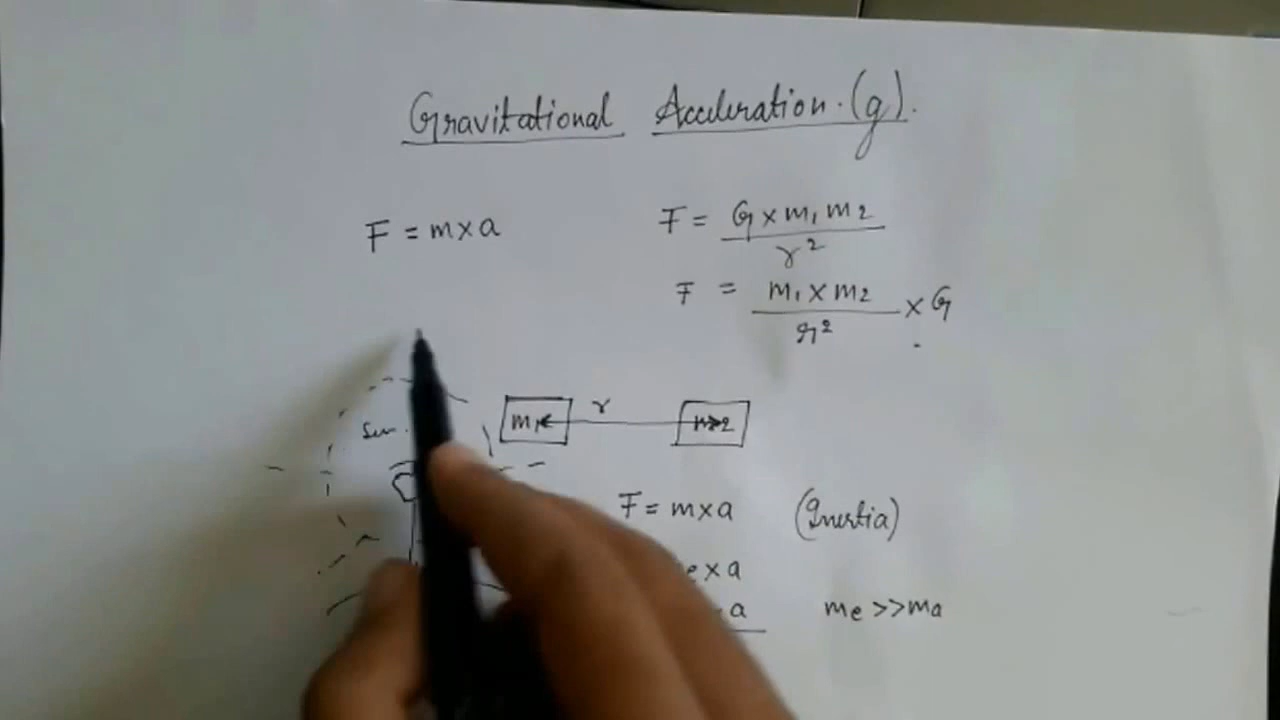 Gravitational Acceleration. (g).
F = m x a
F = G x m1 m2 / r²
F = m1 x m2 / r² x G
m1 r m2
F = m x a (Inertia)
e x a
a me >> ma